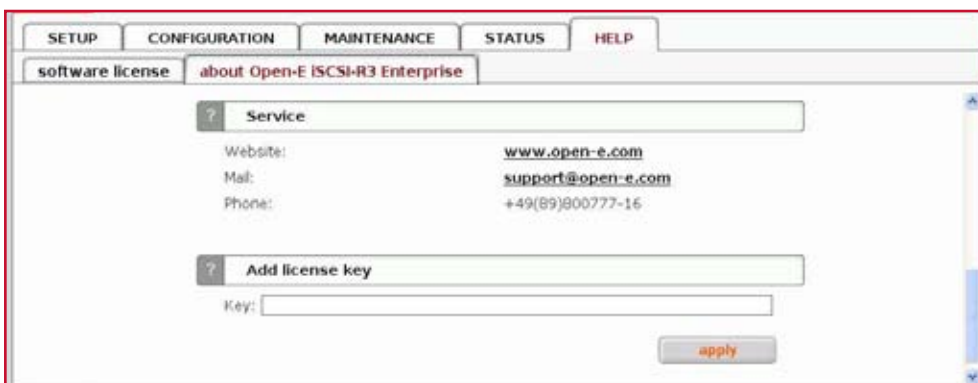 SETUP CONFIGURATION MAINTENANCE STATUS HELP
software license about Open-E iSCSI-R3 Enterprise
? Service
Website: www.open-e.com
Mail: support@open-e.com
Phone: +49(89)800777-16
? Add license key
Key:
apply